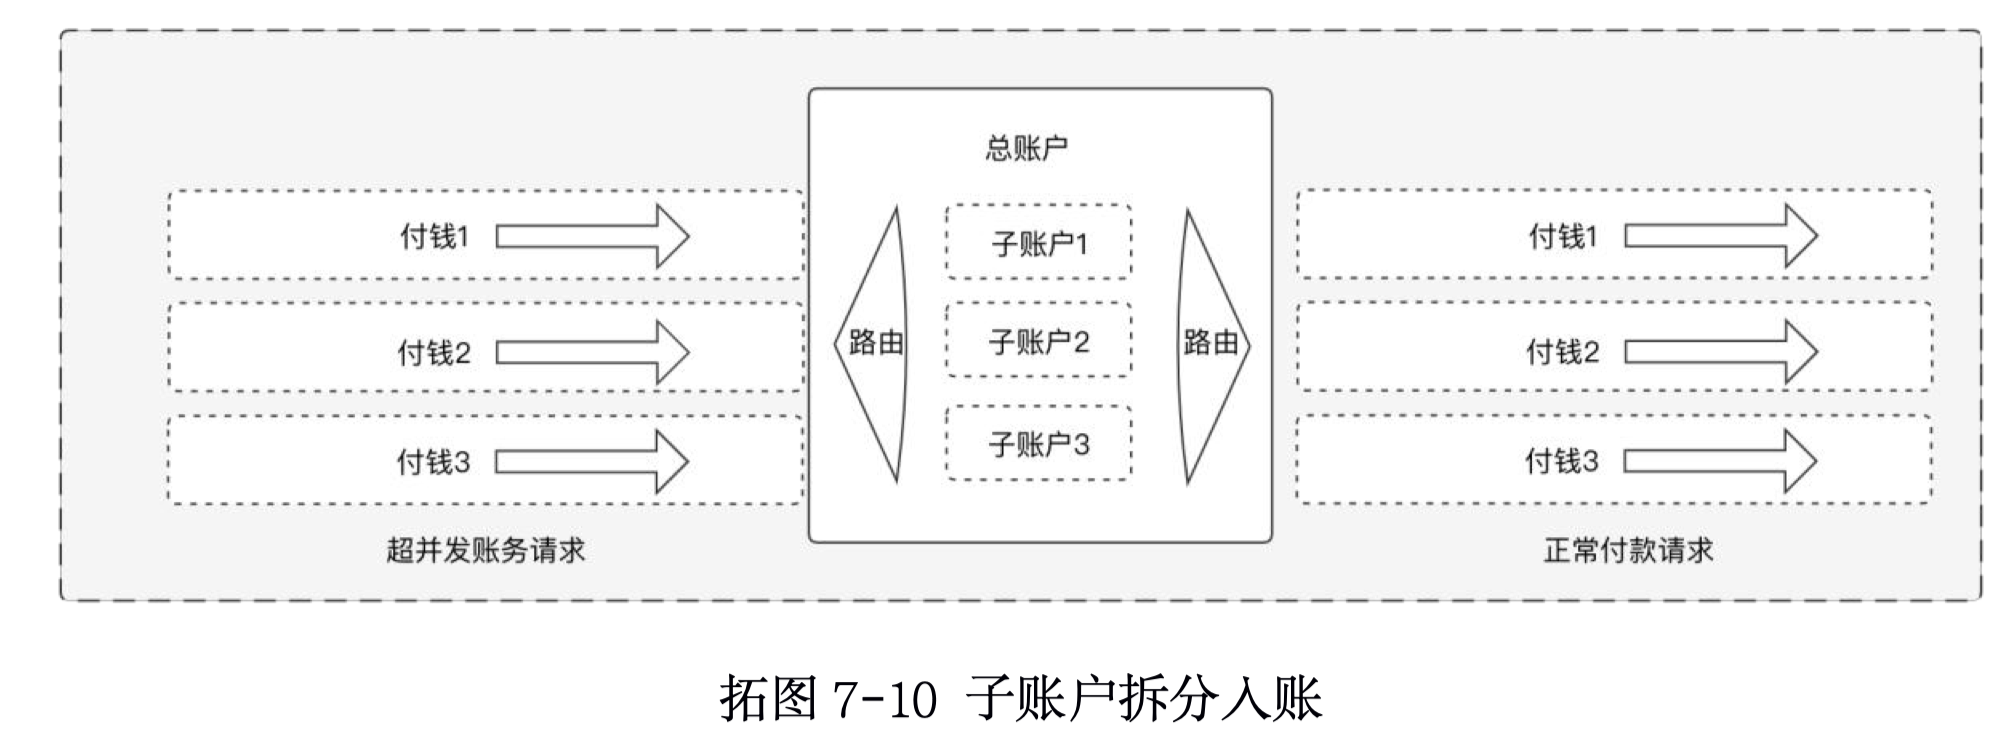 总账户
付钱1
付钱2
付钱3
超并发账务请求
路由
子账户1
子账户2
子账户3
路由
付钱1
付钱2
付钱3
正常付款请求
拓图 7-10 子账户拆分入账